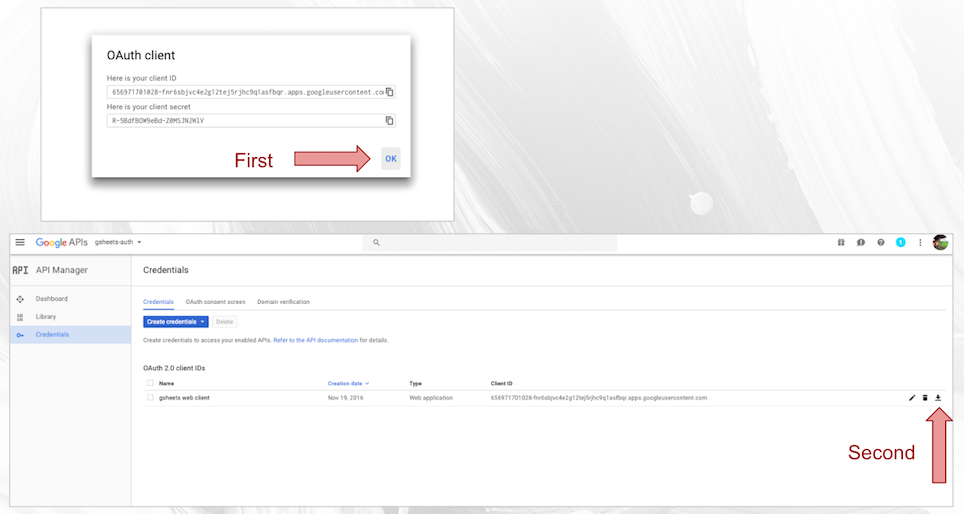 OAuth client
Here is your client ID
656971701028-fnr6sbjvc4e2g12tej5rjhc9q1asfbqr.apps.googleusercontent.com
Here is your client secret
R-5BdfBOW9eBd-Z0MSJN2WlV
First
OK
Google APIs gsheets-auth
1
API API Manager
Credentials
Dashboard
Library
Credentials
Credentials OAuth consent screen Domain verification
Create credentials Delete
Create credentials to access your enabled APIs. Refer to the API documentation for details.
OAuth 2.0 client IDs
Name Creation date Type Client ID
gsheets web client Nov 19, 2016 Web application 656971701028-fnr6sbjvc4e2g12tej5rjhc9q1asfbqr.apps.googleusercontent.com
Second